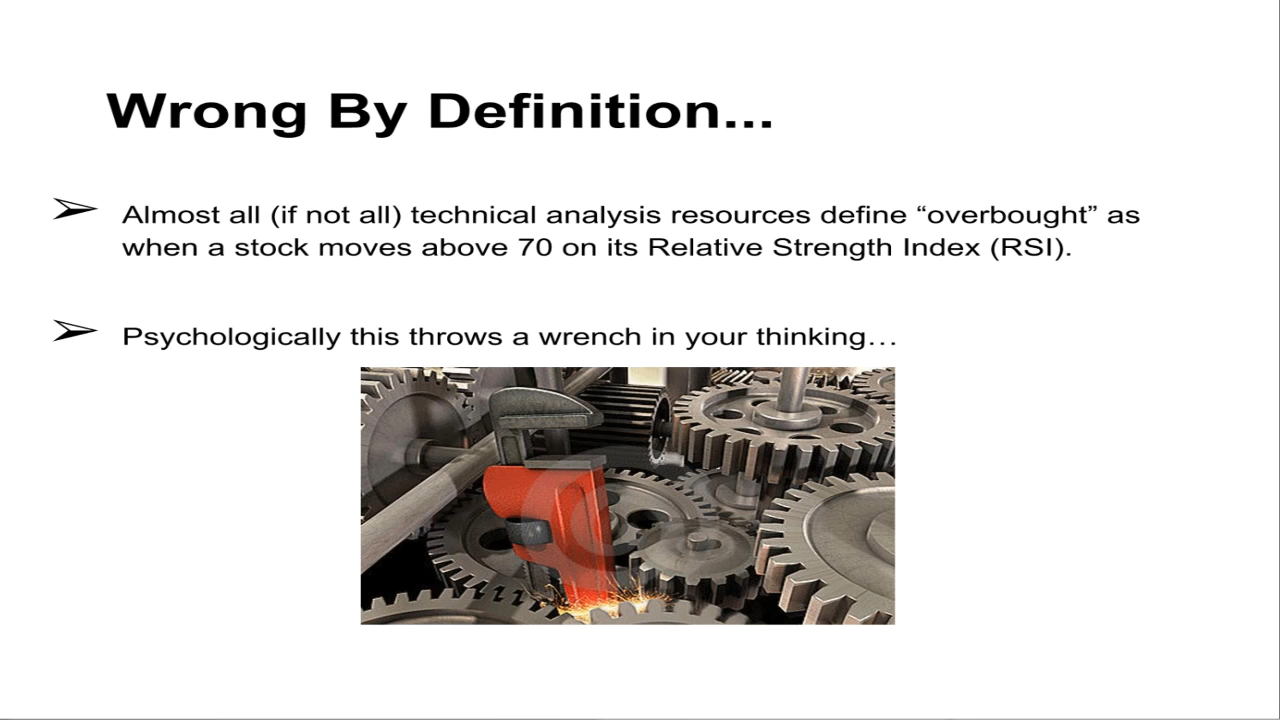 Wrong By Definition...
Almost all (if not all) technical analysis resources define “overbought” as
when a stock moves above 70 on its Relative Strength Index (RSI).
Psychologically this throws a wrench in your thinking…